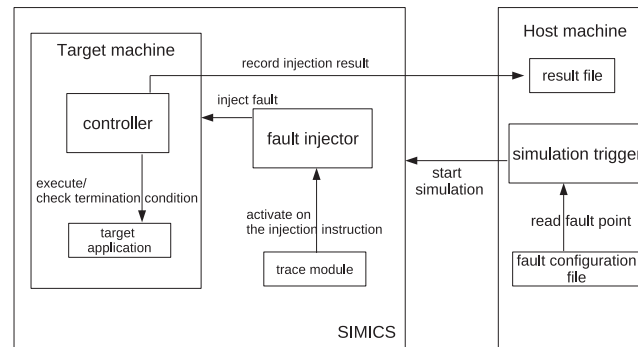 Target machine
Host machine
record injection result
result file
controller
inject fault
fault injector
simulation trigger
start
simulation
execute/
check termination condition
target
application
activate on
the injection instruction
trace module
read fault point
fault configuration
file
SIMICS